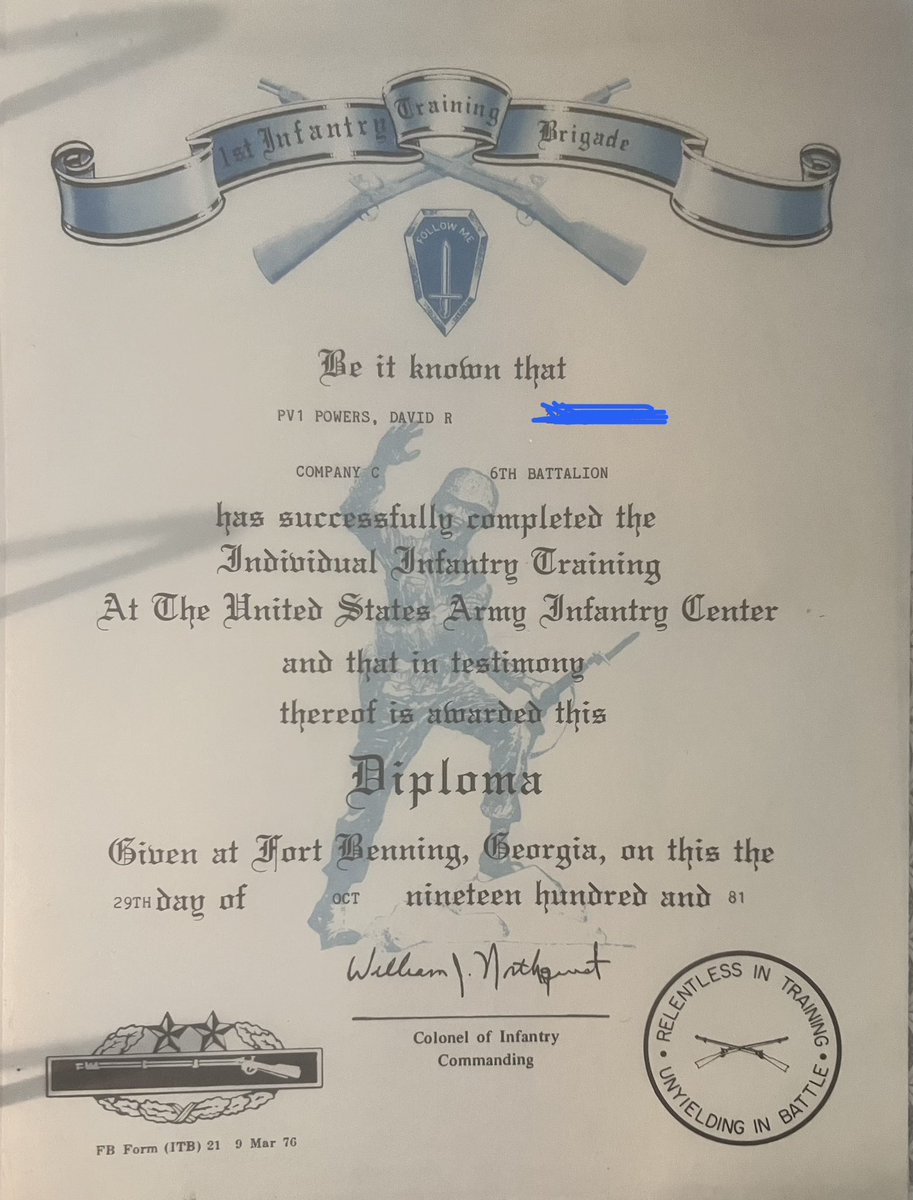 1st Infantry Training Brigade
FOLLOW ME
Be it known that
PV1 POWERS, DAVID R
COMPANY C 6TH BATTALION
has successfully completed the
Individual Infantry Training
At The United States Army Infantry Center
and that in testimony
thereof is awarded this
Diploma
Given at Fort Benning, Georgia, on this the
29TH day of OCT nineteen hundred and 81
William J.
Colonel of Infantry
Commanding
RELENTLESS IN TRAINING
UNYIELDING IN BATTLE
FB Form (ITB) 21 9 Mar 76